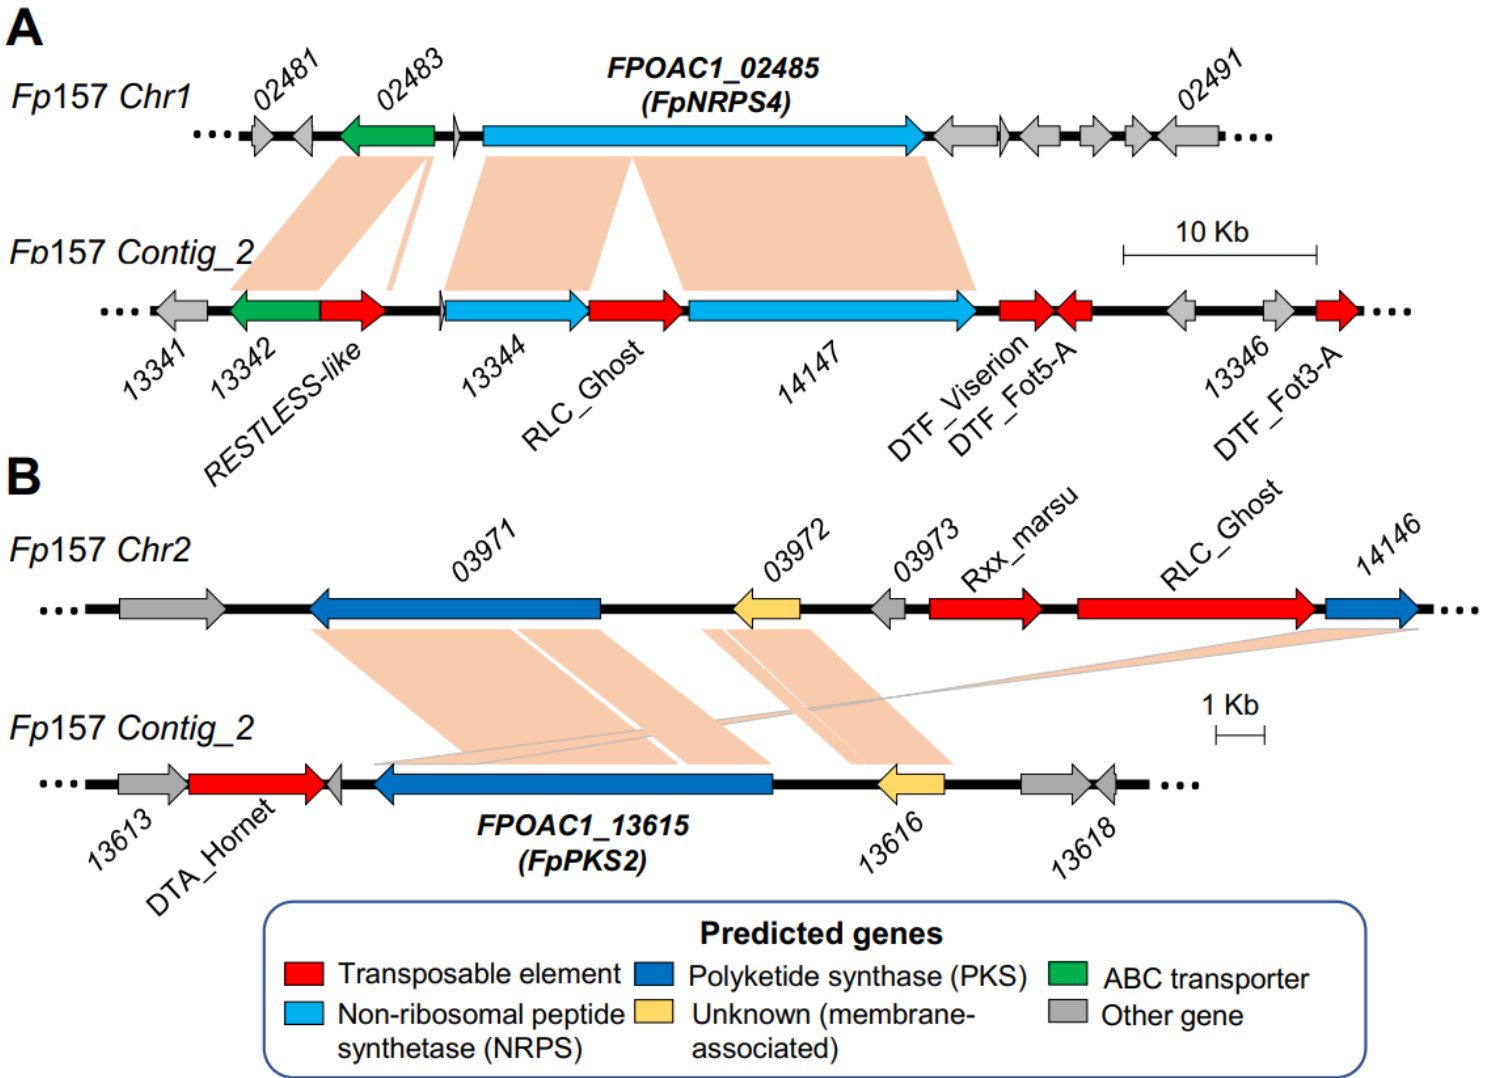 A
Fp157 Chr1
02481
02483
FPOAC1_02485
(FpNRPS4)
02491
Fp157 Contig_2
10 Kb
13341
13342
RESTLESS-like
13344
RLC_Ghost
14147
DTF_Viserion
DTF_Fot5-A
13346
DTF_Fot3-A
B
Fp157 Chr2
03971
03972
03973
Rxx_marsu
RLC_Ghost
14146
Fp157 Contig_2
1 Kb
13613
DTA_Hornet
FPOAC1_13615
(FpPKS2)
13616
13618
Predicted genes
Transposable element
Polyketide synthase (PKS)
ABC transporter
Non-ribosomal peptide
synthetase (NRPS)
Unknown (membrane-
associated)
Other gene